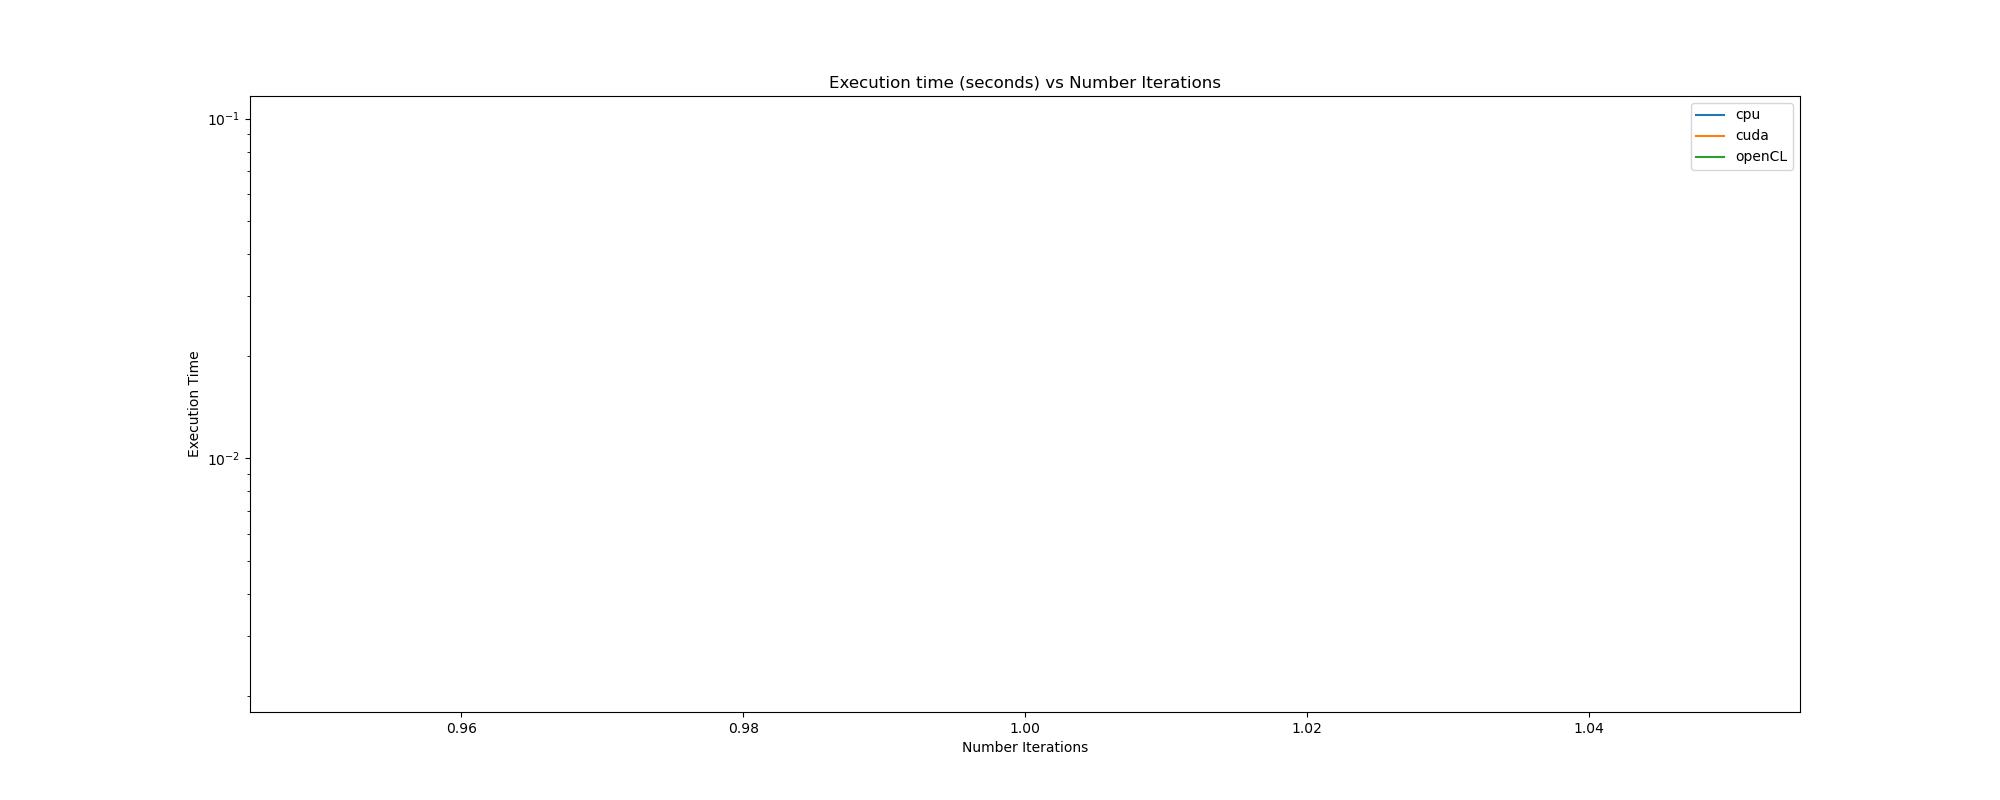 Execution time (seconds) vs Number Iterations
cpu
cuda
openCL
10⁻¹
10⁻²
Execution Time
0.96 0.98 1.00 1.02 1.04
Number Iterations